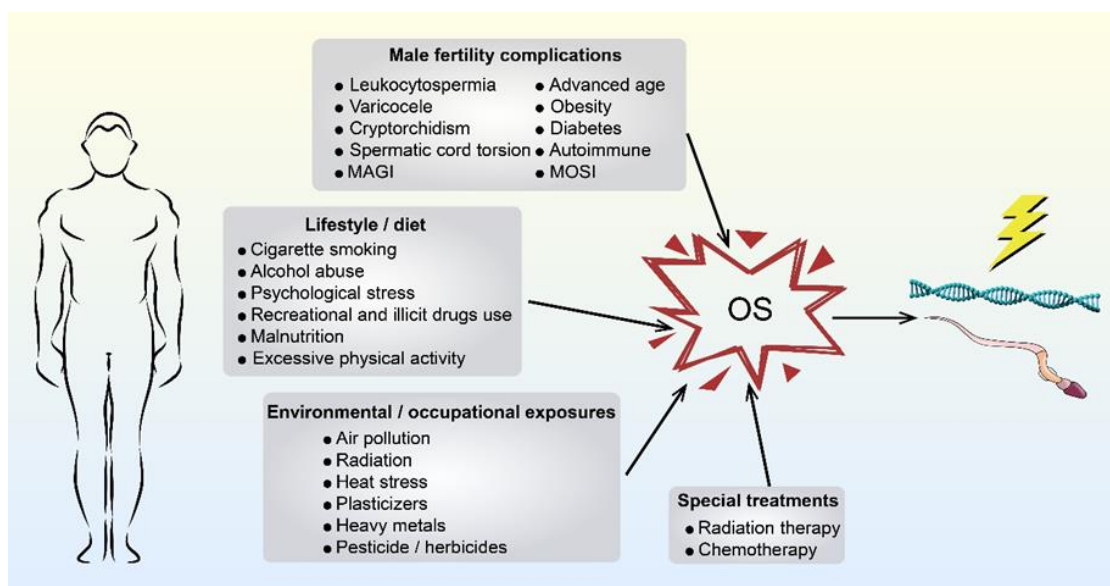 Male fertility complications
● Leukocytospermia
● Varicocele
● Cryptorchidism
● Spermatic cord torsion
● MAGI
● Advanced age
● Obesity
● Diabetes
● Autoimmune
● MOSI
Lifestyle / diet
● Cigarette smoking
● Alcohol abuse
● Psychological stress
● Recreational and illicit drugs use
● Malnutrition
● Excessive physical activity
OS
Environmental / occupational exposures
● Air pollution
● Radiation
● Heat stress
● Plasticizers
● Heavy metals
● Pesticide / herbicides
Special treatments
● Radiation therapy
● Chemotherapy